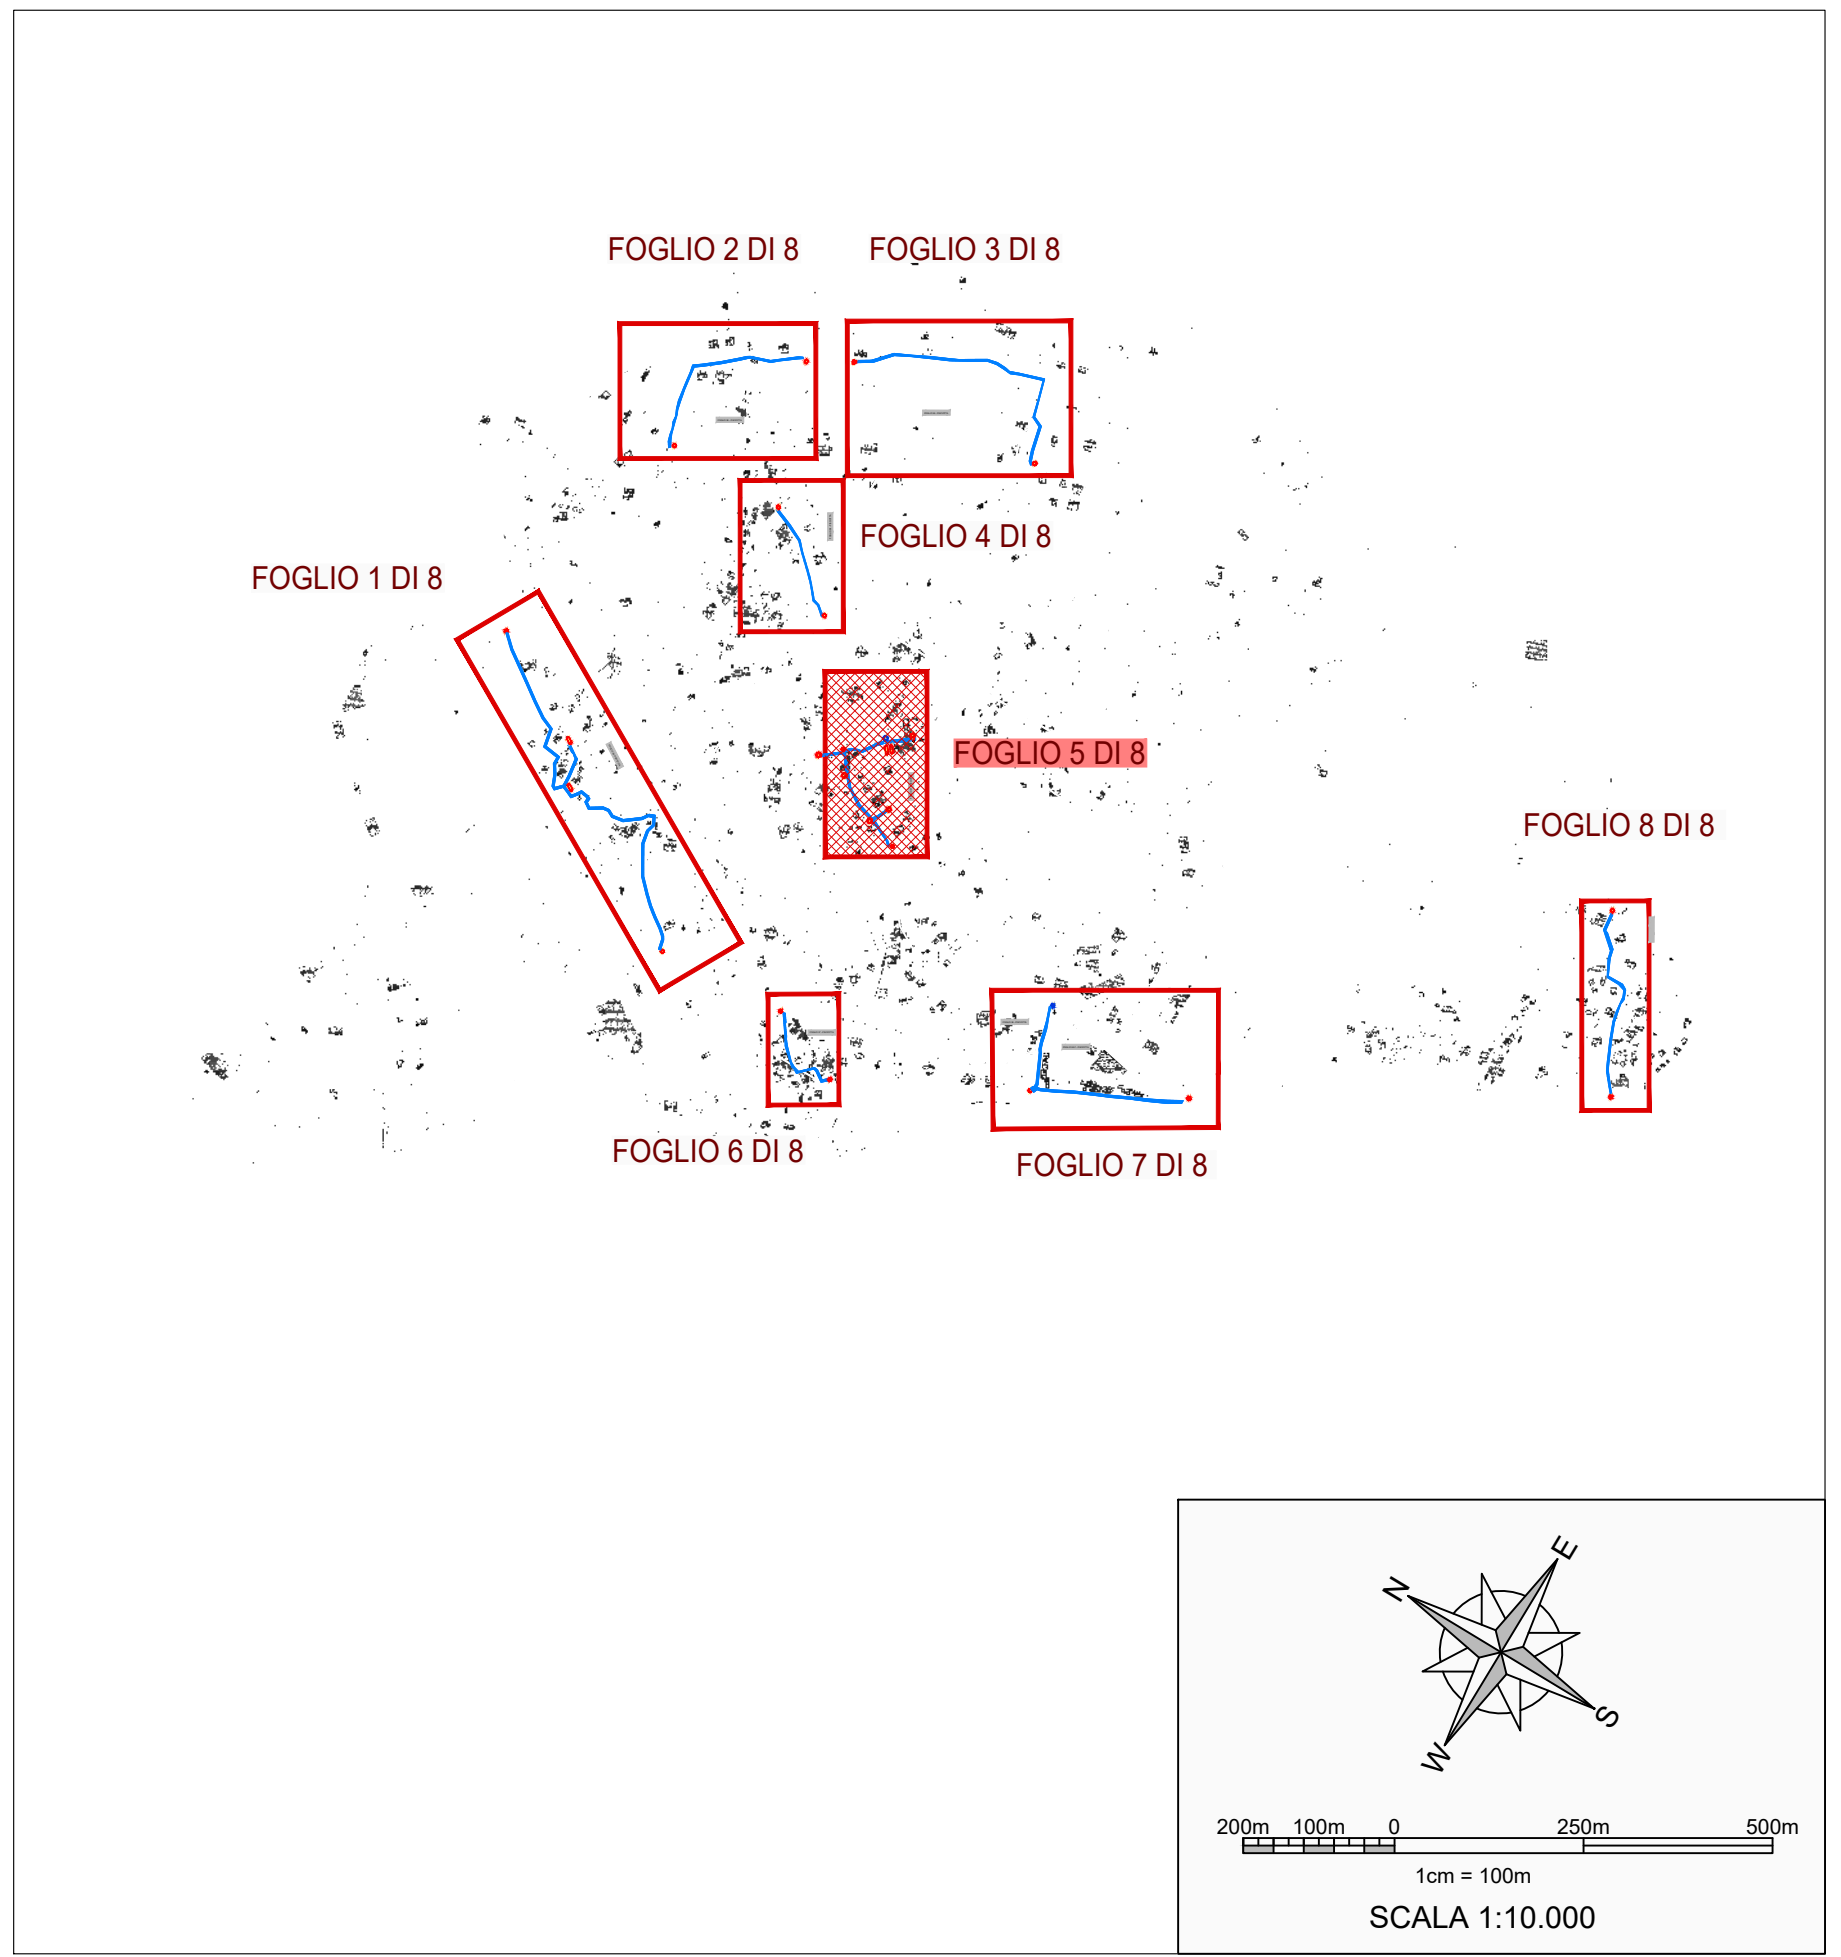 FOGLIO 2 DI 8
FOGLIO 3 DI 8
FOGLIO 4 DI 8
FOGLIO 1 DI 8
FOGLIO 5 DI 8
FOGLIO 8 DI 8
FOGLIO 6 DI 8
FOGLIO 7 DI 8
E
N
S
W
200m 100m 0 250m 500m
1cm = 100m
SCALA 1:10.000